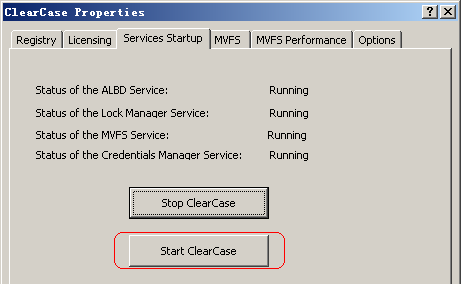 ClearCase Properties
Registry Licensing Services Startup MVFS MVFS Performance Options
Status of the ALBD Service: Running
Status of the Lock Manager Service: Running
Status of the MVFS Service: Running
Status of the Credentials Manager Service: Running
Stop ClearCase
Start ClearCase